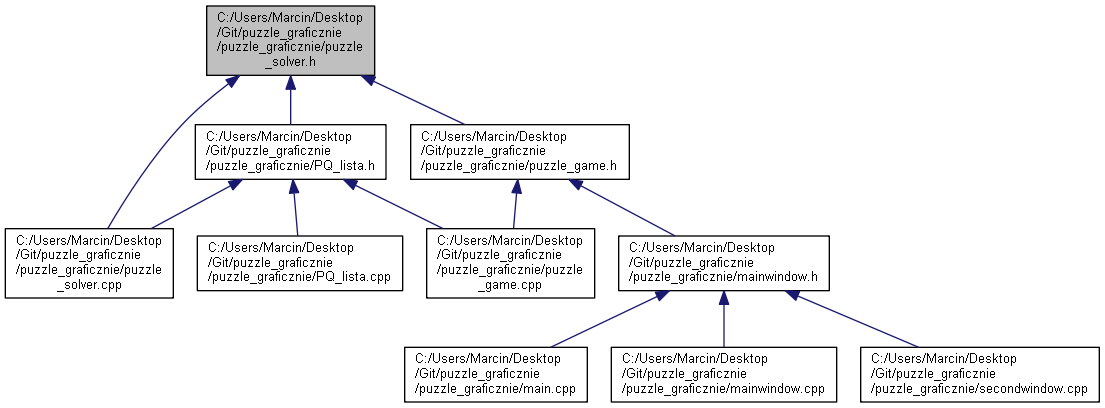 C:/Users/Marcin/Desktop
/Git/puzzle_graficznie
/puzzle_graficznie/puzzle
_solver.h
C:/Users/Marcin/Desktop
/Git/puzzle_graficznie
/puzzle_graficznie/PQ_lista.h
C:/Users/Marcin/Desktop
/Git/puzzle_graficznie
/puzzle_graficznie/puzzle_game.h
C:/Users/Marcin/Desktop
/Git/puzzle_graficznie
/puzzle_graficznie/puzzle
_solver.cpp
C:/Users/Marcin/Desktop
/Git/puzzle_graficznie
/puzzle_graficznie/PQ_lista.cpp
C:/Users/Marcin/Desktop
/Git/puzzle_graficznie
/puzzle_graficznie/puzzle
_game.cpp
C:/Users/Marcin/Desktop
/Git/puzzle_graficznie
/puzzle_graficznie/mainwindow.h
C:/Users/Marcin/Desktop
/Git/puzzle_graficznie
/puzzle_graficznie/main.cpp
C:/Users/Marcin/Desktop
/Git/puzzle_graficznie
/puzzle_graficznie/mainwindow.cpp
C:/Users/Marcin/Desktop
/Git/puzzle_graficznie
/puzzle_graficznie/secondwindow.cpp